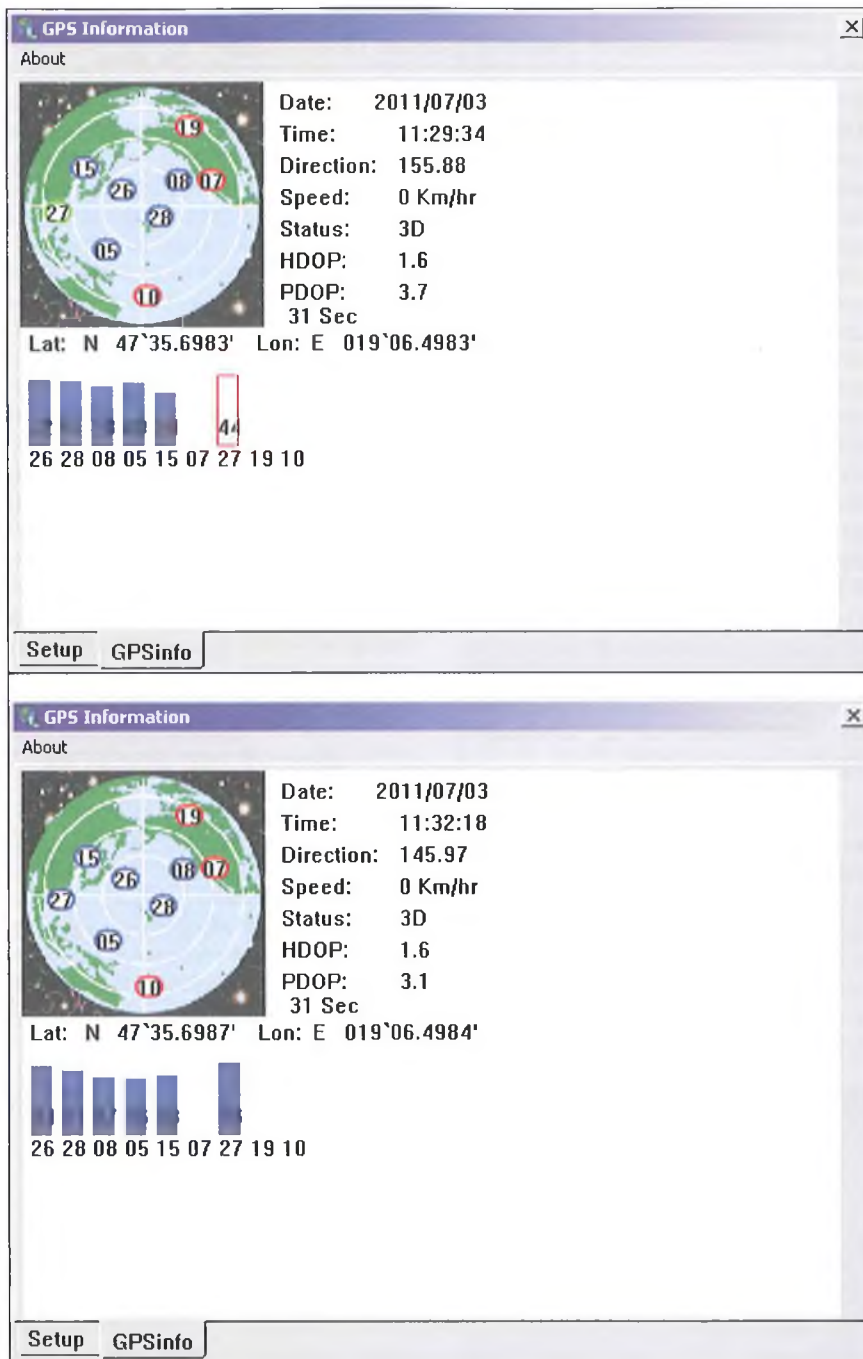 GPS Information
About
19
15 26 08 07
27 28
05
10
Date: 2011/07/03
Time: 11:29:34
Direction: 155.88
Speed: 0 Km/hr
Status: 3D
HDOP: 1.6
PDOP: 3.7
31 Sec
Lat: N 47`35.6983' Lon: E 019`06.4983'
44
26 28 08 05 15 07 27 19 10
Setup GPSinfo
GPS Information
About
19
15 26 08 07
27 28
05
10
Date: 2011/07/03
Time: 11:32:18
Direction: 145.97
Speed: 0 Km/hr
Status: 3D
HDOP: 1.6
PDOP: 3.1
31 Sec
Lat: N 47`35.6987' Lon: E 019`06.4984'
26 28 08 05 15 07 27 19 10
Setup GPSinfo